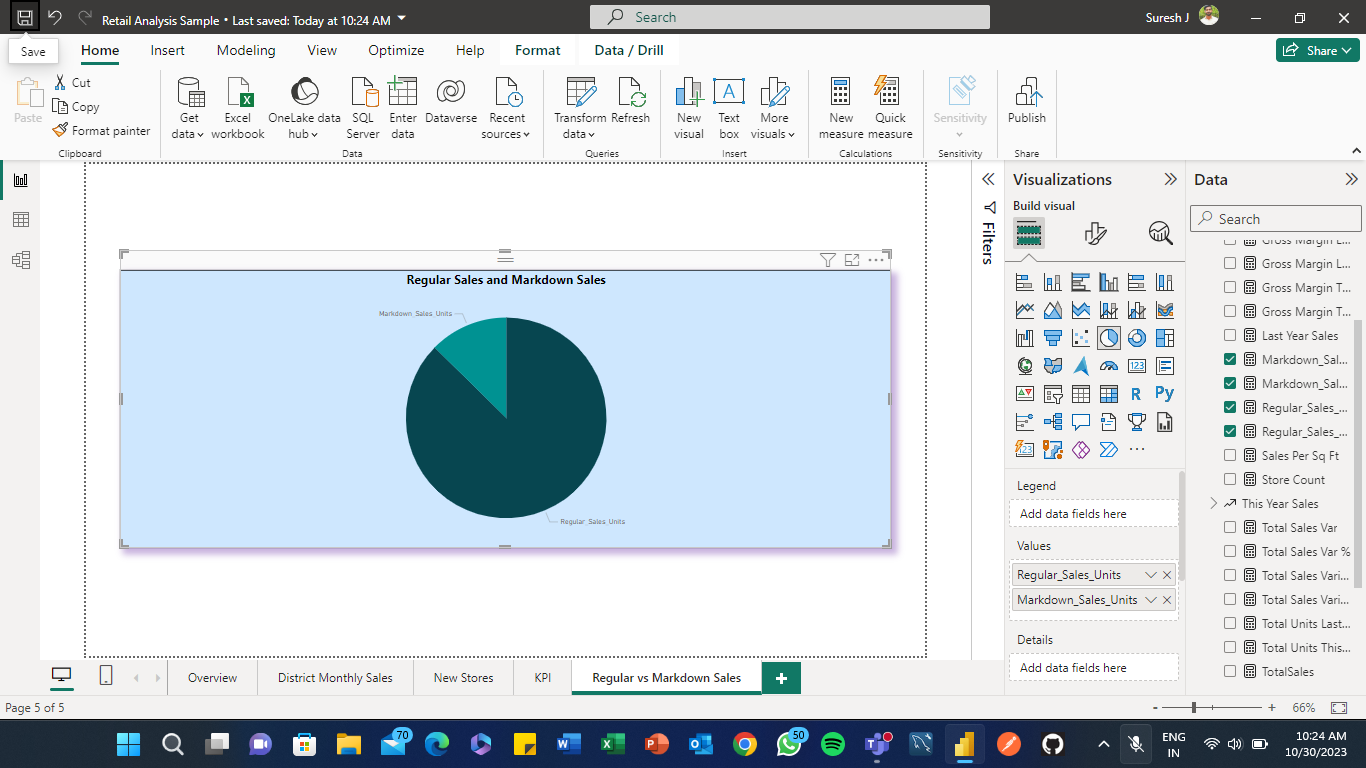 Retail Analysis Sample • Last saved: Today at 10:24 AM
Search
Suresh J
Save
Home
Insert
Modeling
View
Optimize
Help
Format
Data / Drill
Share
Paste
Cut
Copy
Format painter
Clipboard
Get data
Excel workbook
OneLake data hub
SQL Server
Enter data
Dataverse
Recent sources
Data
Transform data
Refresh
Queries
New visual
Text box
More visuals
Insert
New measure
Quick measure
Calculations
Sensitivity
Sensitivity
Publish
Share
Regular Sales and Markdown Sales
Markdown_Sales_Units
Regular_Sales_Units
Filters
Visualizations
Build visual
123
R
Py
123
Legend
Add data fields here
Values
Regular_Sales_Units
Markdown_Sales_Units
Details
Add data fields here
Data
Search
Gross Margin L...
Gross Margin L...
Gross Margin T...
Gross Margin T...
Last Year Sales
Markdown_Sal...
Markdown_Sal...
Regular_Sales_...
Regular_Sales_...
Sales Per Sq Ft
Store Count
This Year Sales
Total Sales Var
Total Sales Var %
Total Sales Vari...
Total Sales Vari...
Total Units Last...
Total Units This...
TotalSales
Overview
District Monthly Sales
New Stores
KPI
Regular vs Markdown Sales
Page 5 of 5
- + 66%
70
50
ENG
IN
10:24 AM
10/30/2023